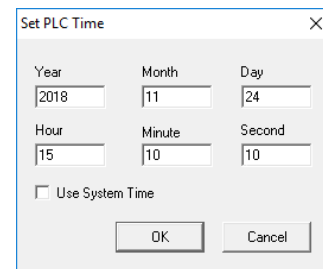 Set PLC Time
Year Month Day
2018 11 24
Hour Minute Second
15 10 10
Use System Time
OK Cancel